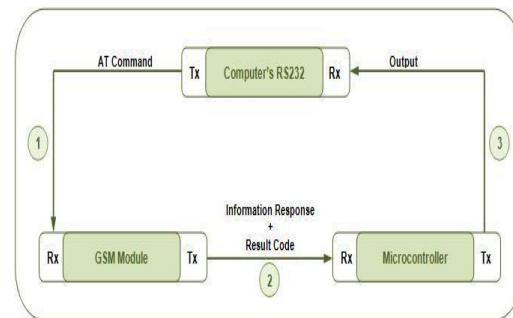 AT Command
Tx
Computer's RS232
Rx
Output
1
3
Information Response
+
Result Code
Rx
GSM Module
Tx
2
Rx
Microcontroller
Tx